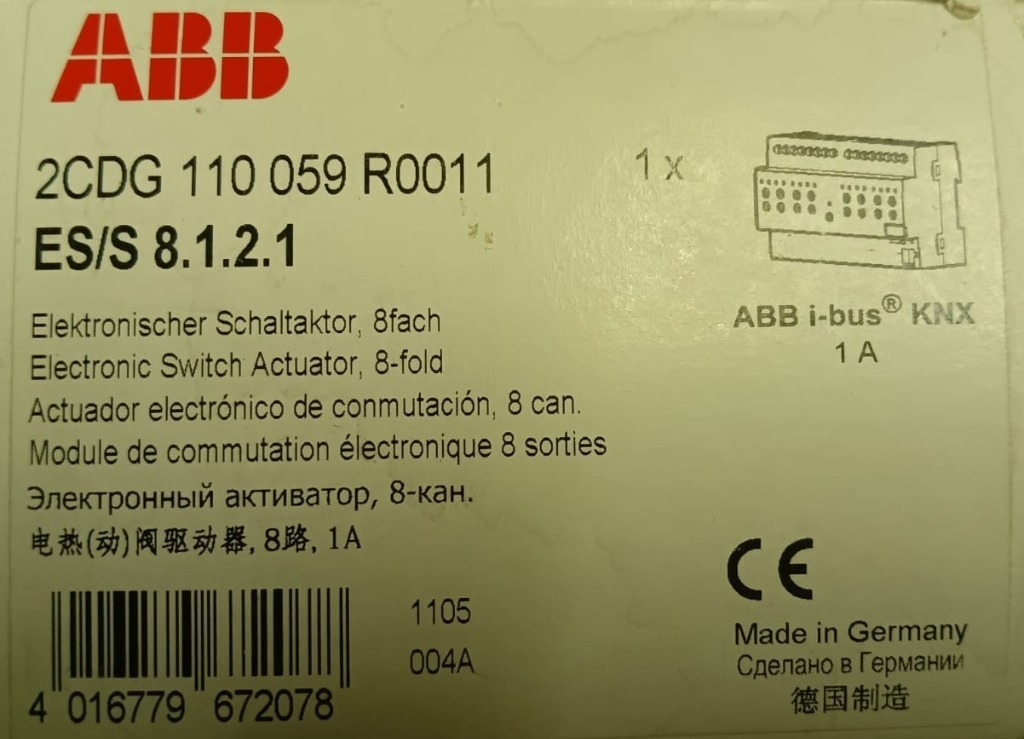 ABB
2CDG 110 059 R0011
1 x
ES/S 8.1.2.1
Elektronischer Schaltaktor, 8fach
Electronic Switch Actuator, 8-fold
Actuador electrónico de conmutación, 8 can.
Module de commutation électronique 8 sorties
Электронный активатор, 8-кан.
电热(动)阀驱动器, 8路, 1A
ABB i-bus® KNX
1 A
1105
004A
4 016779 672078
CE
Made in Germany
Сделано в Германии
德国制造